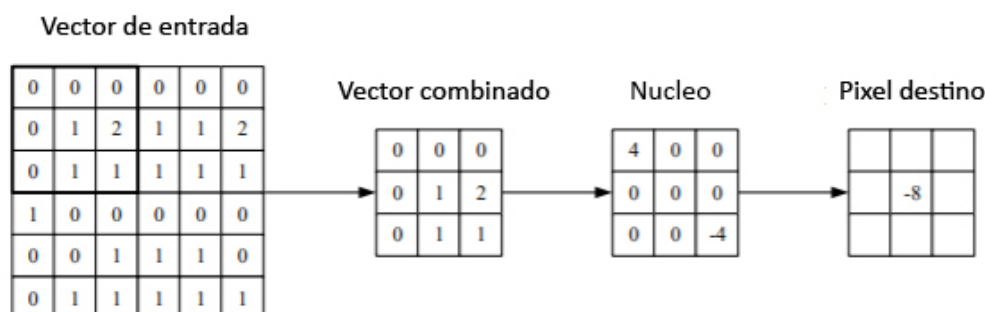 Vector de entrada
0 0 0 0 0 0
0 1 2 1 1 2
0 1 1 1 1 1
1 0 0 0 0 0
0 0 1 1 1 0
0 1 1 1 1 1
Vector combinado
0 0 0
0 1 2
0 1 1
Nucleo
4 0 0
0 0 0
0 0 -4
Pixel destino
-8